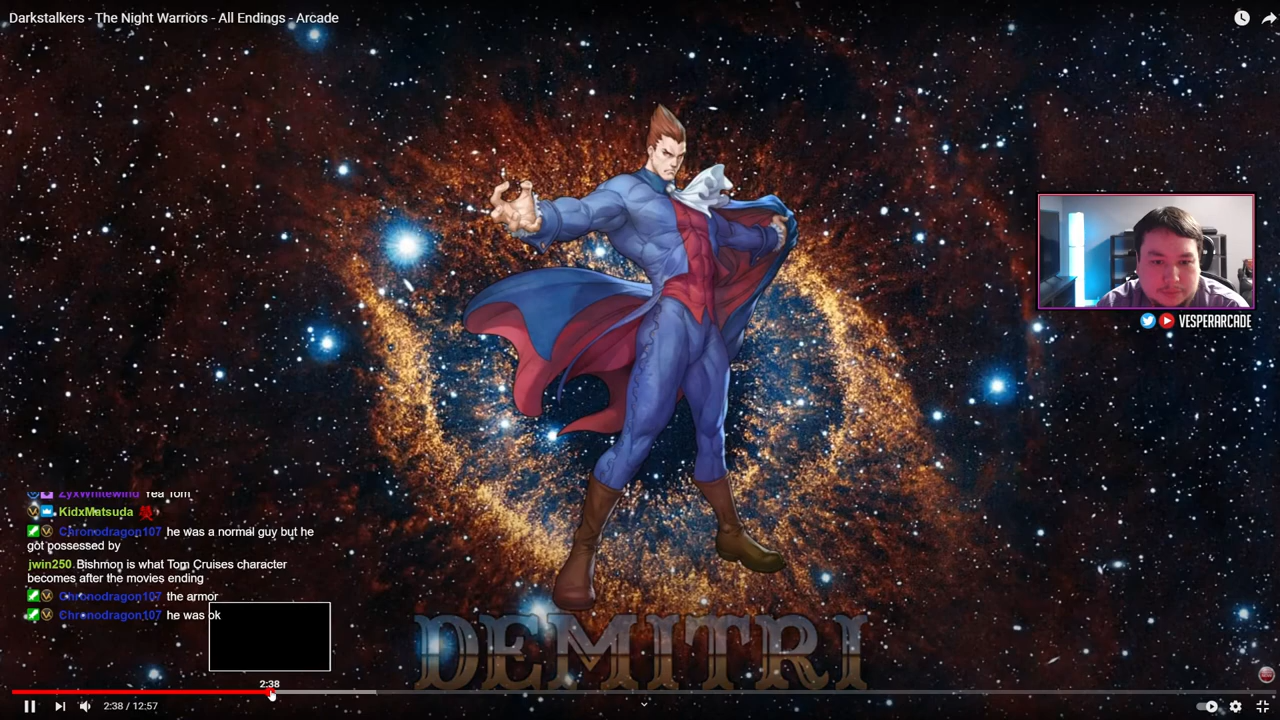 Darkstalkers - The Night Warriors - All Endings - Arcade
VESPERARCADE
ZyxWhitewind Yea Tom
KidxMatsuda
Chronodragon107 he was a normal guy but he
got possessed by
jwin250 Bishmon is what Tom Cruises character
becomes after the movies ending
Chronodragon107 the armor
Chronodragon107 he was ok
DEMITRI
2:38
2:38 / 12:57